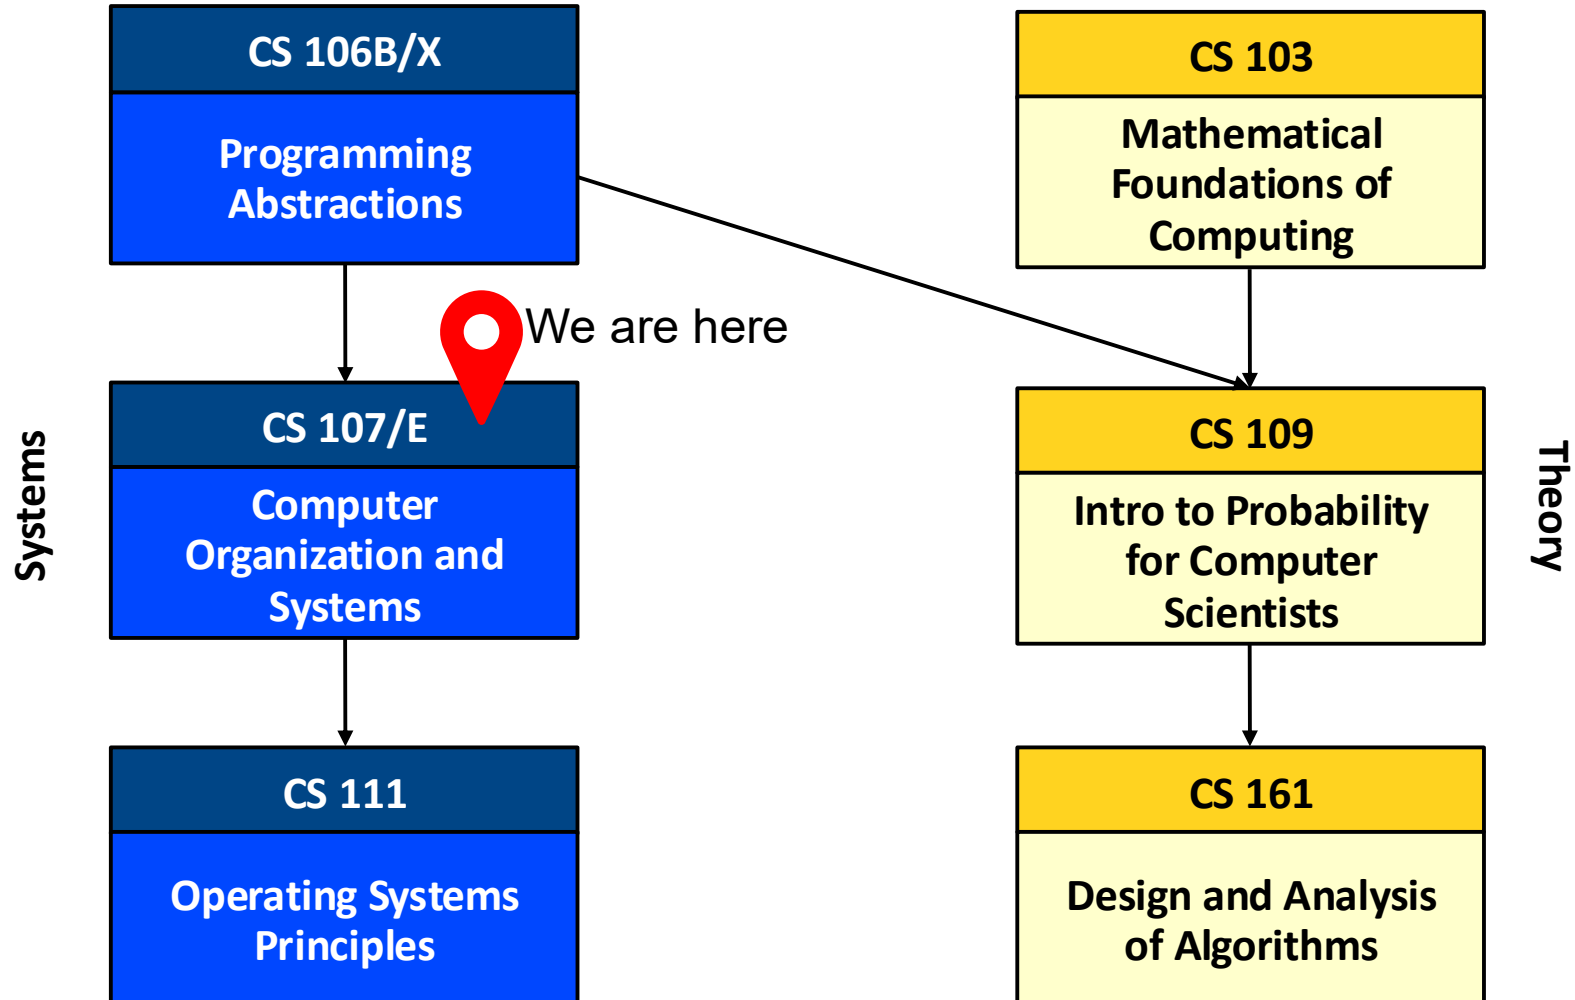 CS 106B/X
Programming
Abstractions
CS 103
Mathematical
Foundations of
Computing
We are here
Systems
CS 107/E
Computer
Organization and
Systems
CS 109
Intro to Probability
for Computer
Scientists
Theory
CS 111
Operating Systems
Principles
CS 161
Design and Analysis
of Algorithms